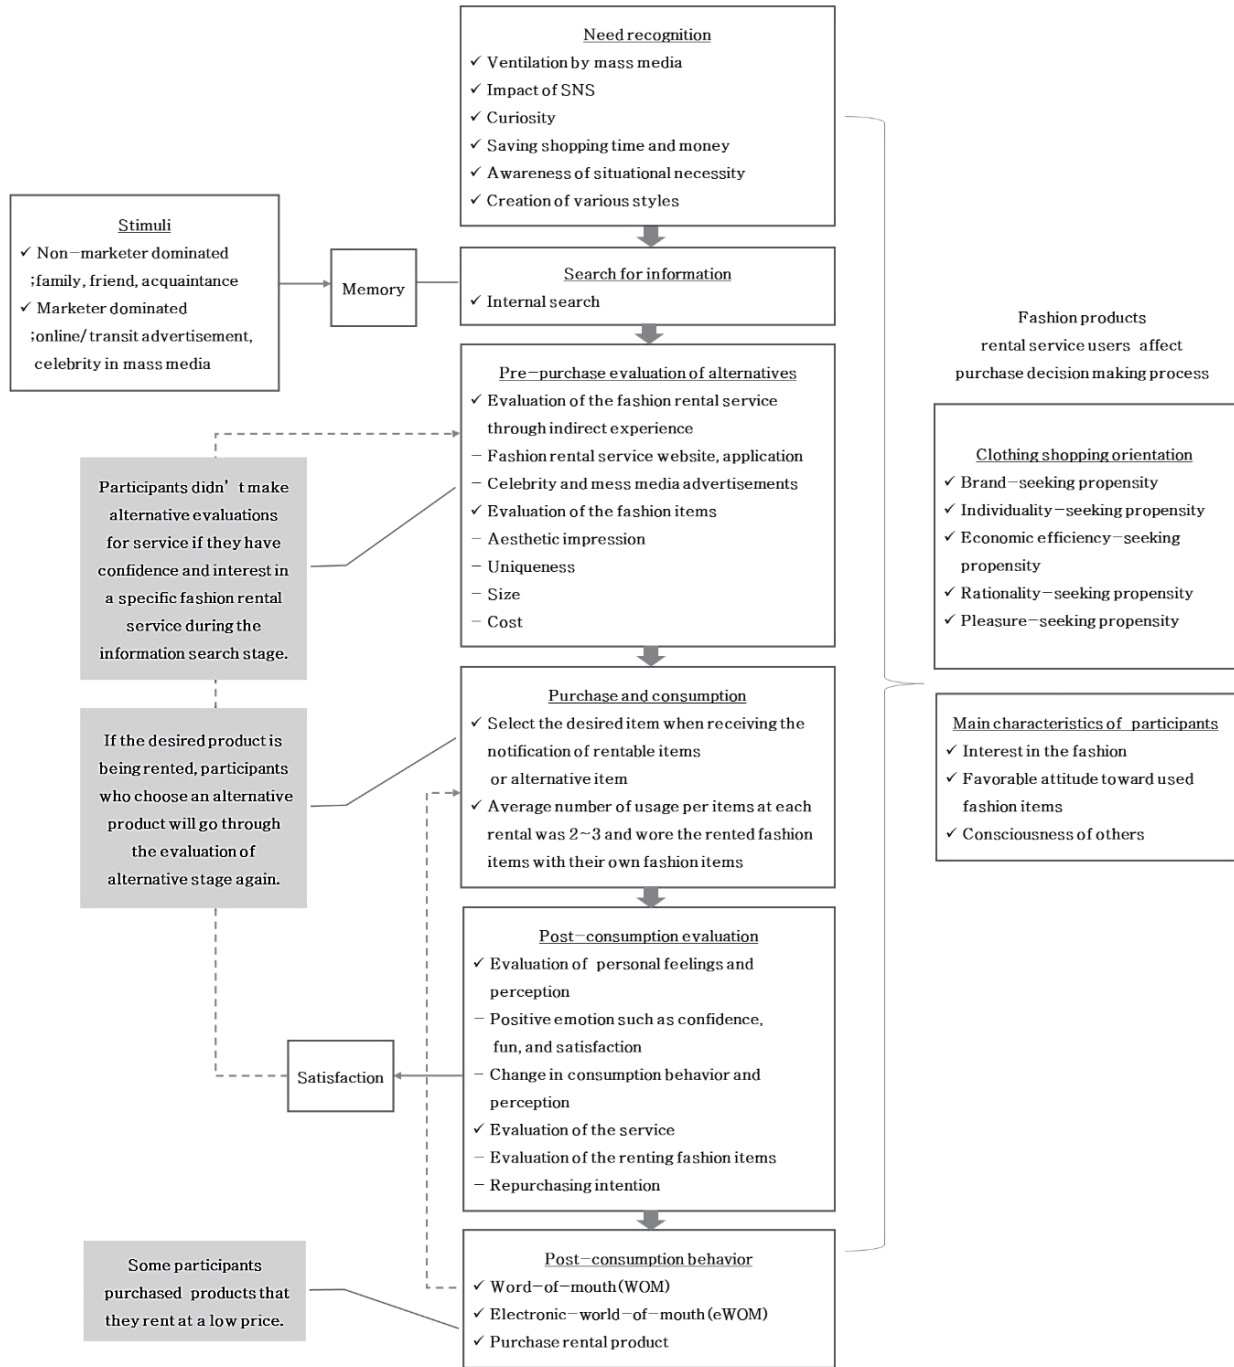 Need recognition
✓ Ventilation by mass media
✓ Impact of SNS
✓ Curiosity
✓ Saving shopping time and money
✓ Awareness of situational necessity
✓ Creation of various styles
Stimuli
✓ Non-marketer dominated
;family, friend, acquaintance
✓ Marketer dominated
;online/ transit advertisement,
celebrity in mass media
Memory
Search for information
✓ Internal search
Pre-purchase evaluation of alternatives
✓ Evaluation of the fashion rental service
through indirect experience
- Fashion rental service website, application
- Celebrity and mess media advertisements
✓ Evaluation of the fashion items
- Aesthetic impression
- Uniqueness
- Size
- Cost
Participants didn't make
alternative evaluations
for service if they have
confidence and interest in
a specific fashion rental
service during the
information search stage.
Purchase and consumption
✓ Select the desired item when receiving the
notification of rentable items
or alternative item
✓ Average number of usage per items at each
rental was 2~3 and wore the rented fashion
items with their own fashion items
If the desired product is
being rented, participants
who choose an alternative
product will go through
the evaluation of
alternative stage again.
Post-consumption evaluation
✓ Evaluation of personal feelings and
perception
- Positive emotion such as confidence,
fun, and satisfaction
- Change in consumption behavior and
perception
✓ Evaluation of the service
- Evaluation of the renting fashion items
- Repurchasing intention
Satisfaction
Post-consumption behavior
✓ Word-of-mouth(WOM)
✓ Electronic-world-of-mouth(eWOM)
✓ Purchase rental product
Some participants
purchased products that
they rent at a low price.
Fashion products
rental service users affect
purchase decision making process
Clothing shopping orientation
✓ Brand-seeking propensity
✓ Individuality-seeking propensity
✓ Economic efficiency-seeking
propensity
✓ Rationality-seeking propensity
✓ Pleasure-seeking propensity
Main characteristics of participants
✓ Interest in the fashion
✓ Favorable attitude toward used
fashion items
✓ Consciousness of others